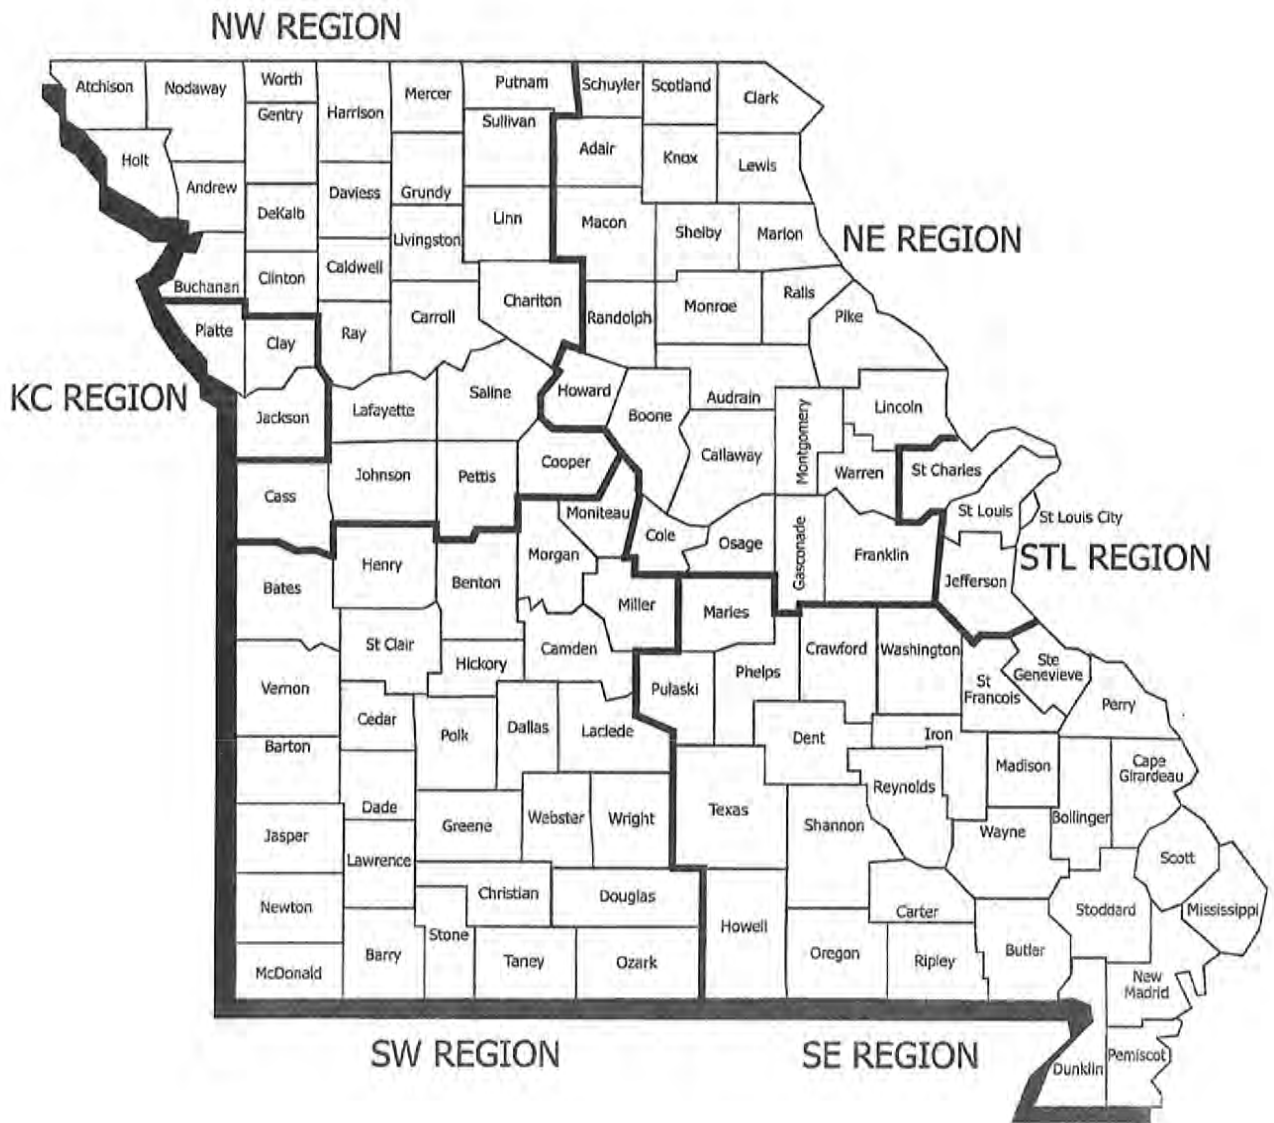 NW REGION
Atchison
Nodaway
Worth
Harrison
Mercer
Putnam
Schuyler
Scotland
Clark
Gentry
Sullivan
Holt
Andrew
DeKalb
Daviess
Grundy
Linn
Adair
Knox
Lewis
Macon
Shelby
Marion
NE REGION
Livingston
Buchanan
Clinton
Caldwell
Chariton
Randolph
Monroe
Ralls
Pike
Platte
Clay
Ray
Carroll
KC REGION
Jackson
Lafayette
Saline
Howard
Boone
Audrain
Montgomery
Lincoln
Callaway
Warren
St Charles
Cass
Johnson
Pettis
Cooper
Moniteau
Cole
Osage
Gasconade
Franklin
St Louis
St Louis City
STL REGION
Jefferson
Bates
Henry
Benton
Morgan
Miller
Maries
St Clair
Hickory
Camden
Pulaski
Phelps
Crawford
Washington
St
Francois
Ste
Genevieve
Perry
Vernon
Cedar
Polk
Dallas
Laclede
Dent
Iron
Madison
Cape
Girardeau
Barton
Dade
Greene
Webster
Wright
Texas
Shannon
Reynolds
Wayne
Bollinger
Scott
Jasper
Lawrence
Christian
Douglas
Howell
Carter
Stoddard
Mississippi
Newton
Barry
Stone
Taney
Ozark
Oregon
Ripley
Butler
New
Madrid
McDonald
Dunklin
Pemiscot
SW REGION
SE REGION